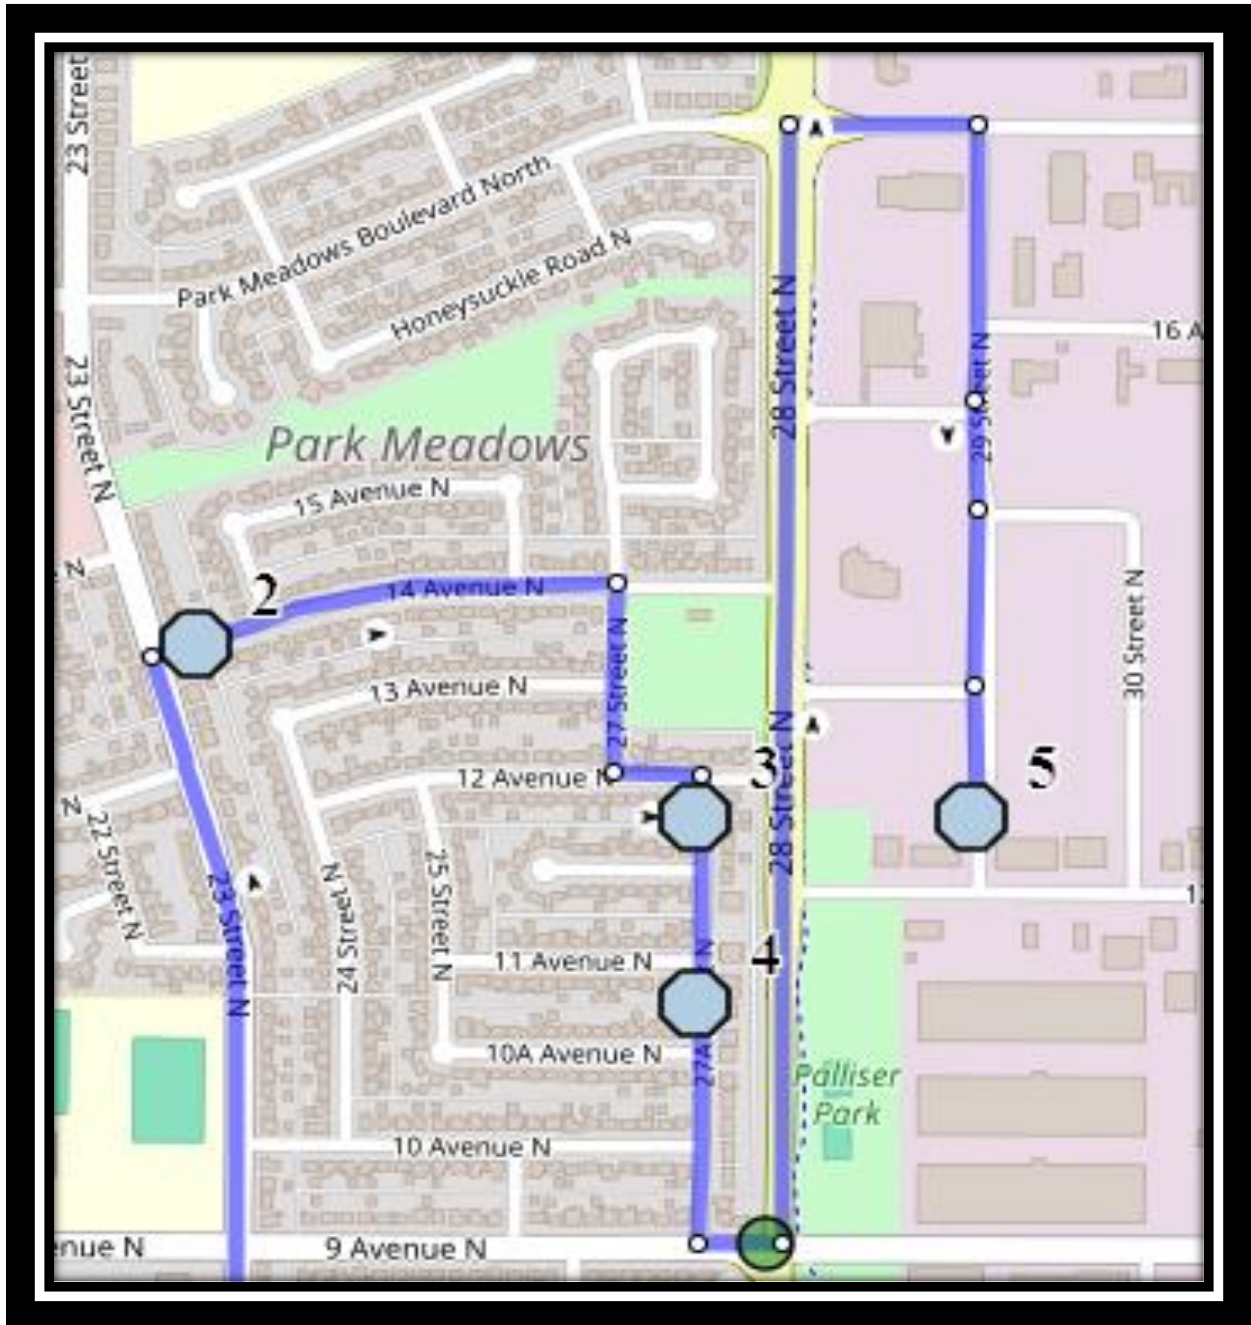 23 Street
Park Meadows Boulevard North
Honeysuckle Road N
28 Street N
16 A
29 Street N
23 Street N
Park Meadows
15 Avenue N
2
14 Avenue N
N
30 Street N
27 Street N
13 Avenue N
28 Street N
3
5
12 Avenue N
N
22 Street N
23 Street N
24 Street N
25 Street N
4
11 Avenue N
N
10A Avenue N
27A
Palliser
Park
10 Avenue N
enue N
9 Avenue N